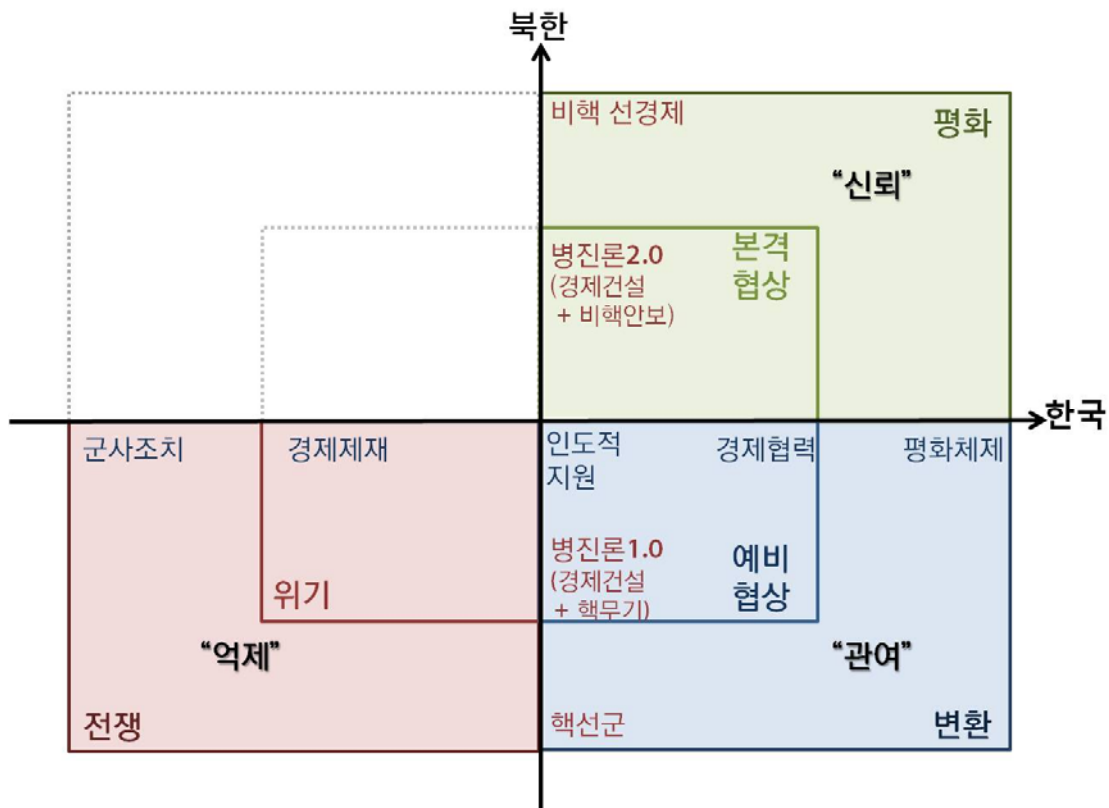 북한
비핵 선경제
평화
“신뢰”
병진론2.0
(경제건설
+ 비핵안보)
본격
협상
한국
군사조치
경제제재
인도적
지원
경제협력
평화체제
병진론1.0
(경제건설
+ 핵무기)
예비
협상
위기
“억제”
“관여”
전쟁
핵선군
변환